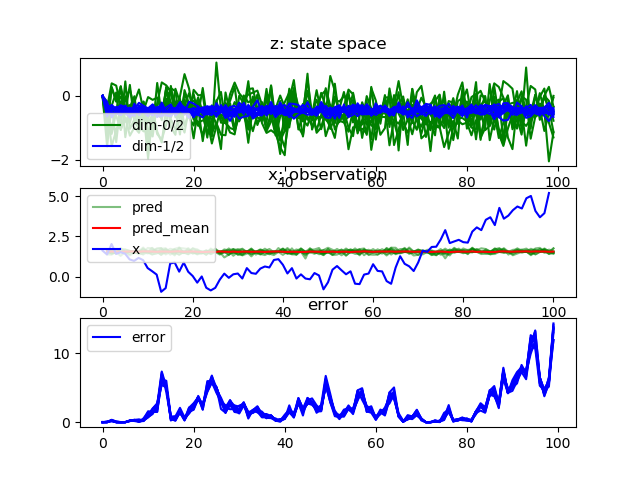 z: state space
0
−2
dim-0/2
dim-1/2
0 20 40 60 80 100
x: observation
5.0
2.5
0.0
pred
pred_mean
x
0 20 40 60 80 100
error
10
0
error
0 20 40 60 80 100